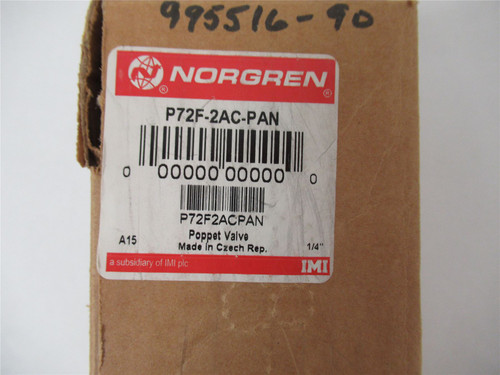 995516-90
NORGREN®
®
P72F-2AC-PAN
0 00000 00000 0
P72F2ACPAN
Poppet Valve
A15 Made in Czech Rep. 1/4"
a subsidiary of IMI plc IMI